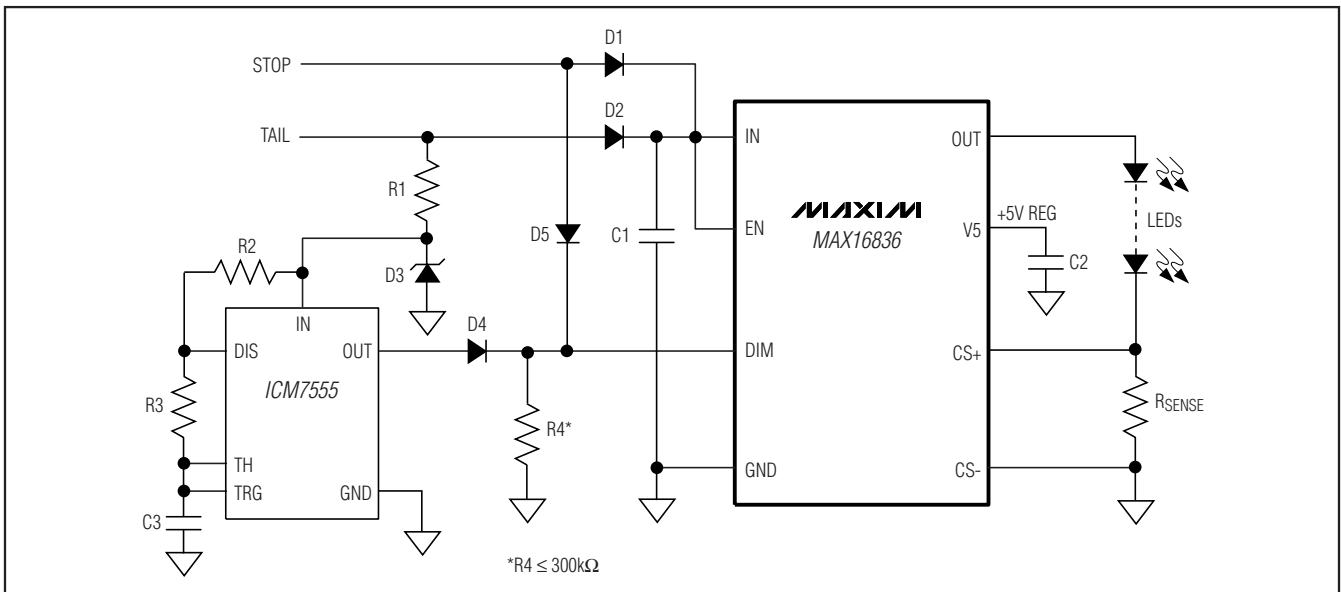 D1
STOP
D2
TAIL
IN
OUT
R1
MAXIM
MAX16836
+5V REG
LEDs
V5
EN
R2
D5
C1
C2
D3
IN
D4
DIS
OUT
DIM
CS+
ICM7555
R3
R4*
RSENSE
TH
GND
CS-
TRG
GND
C3
*R4 ≤ 300kΩ